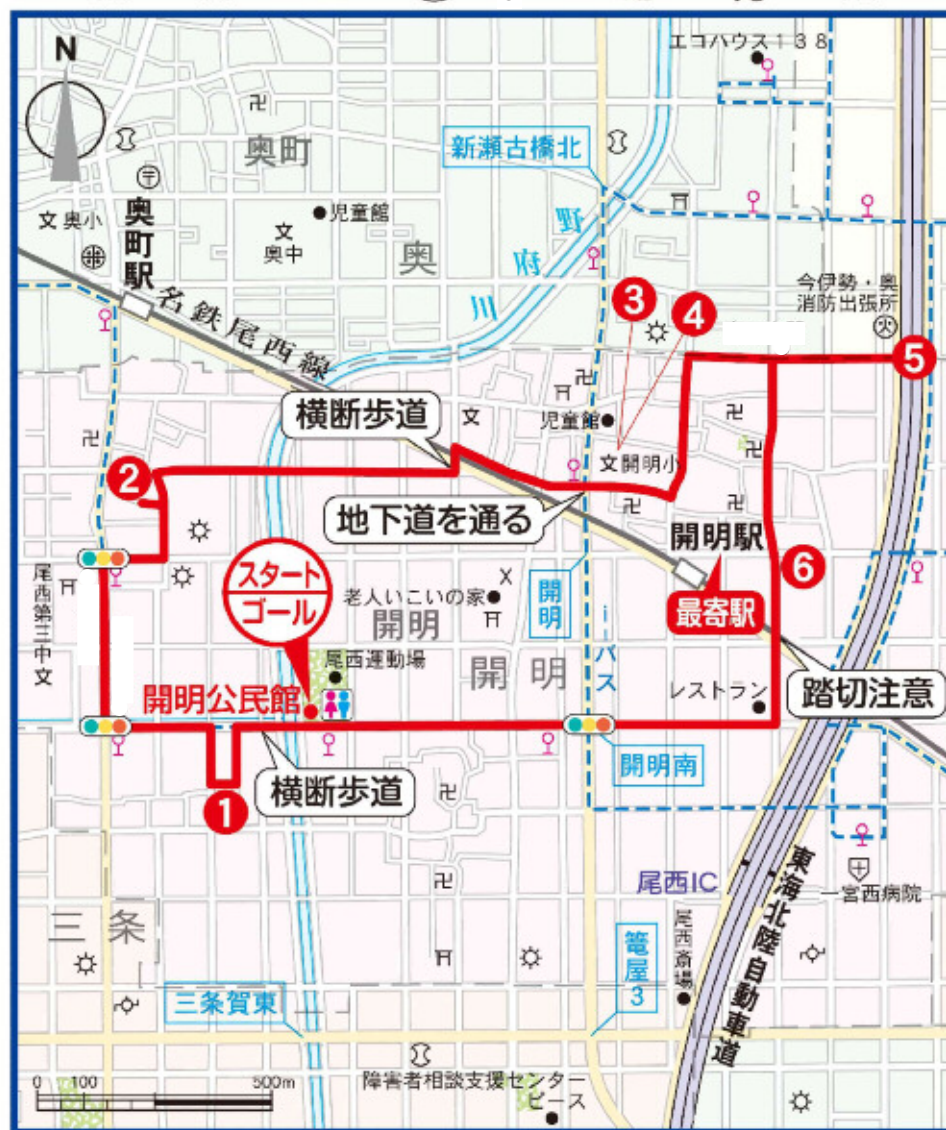 N
エコハウス138
奥町
新瀬古橋北
児童館
文奥小
奥町駅
文
奥中
奥
野
府
川
名鉄尾西線
今伊勢・奥
消防出張所
3
4
5
横断歩道
文
児童館
文開明小
2
地下道を通る
開明駅
6
尾西第三中文
スタート
ゴール
老人いこいの家
開明
開明
iーバス
最寄駅
尾西運動場
開明
開明公民館
レストラン
踏切注意
開明南
1
横断歩道
尾西IC
一宮西病院
三条
尾西斎場
東海北陸自動車道
篭屋3
三条賀東
0 100 500m
障害者相談支援センター
ピース